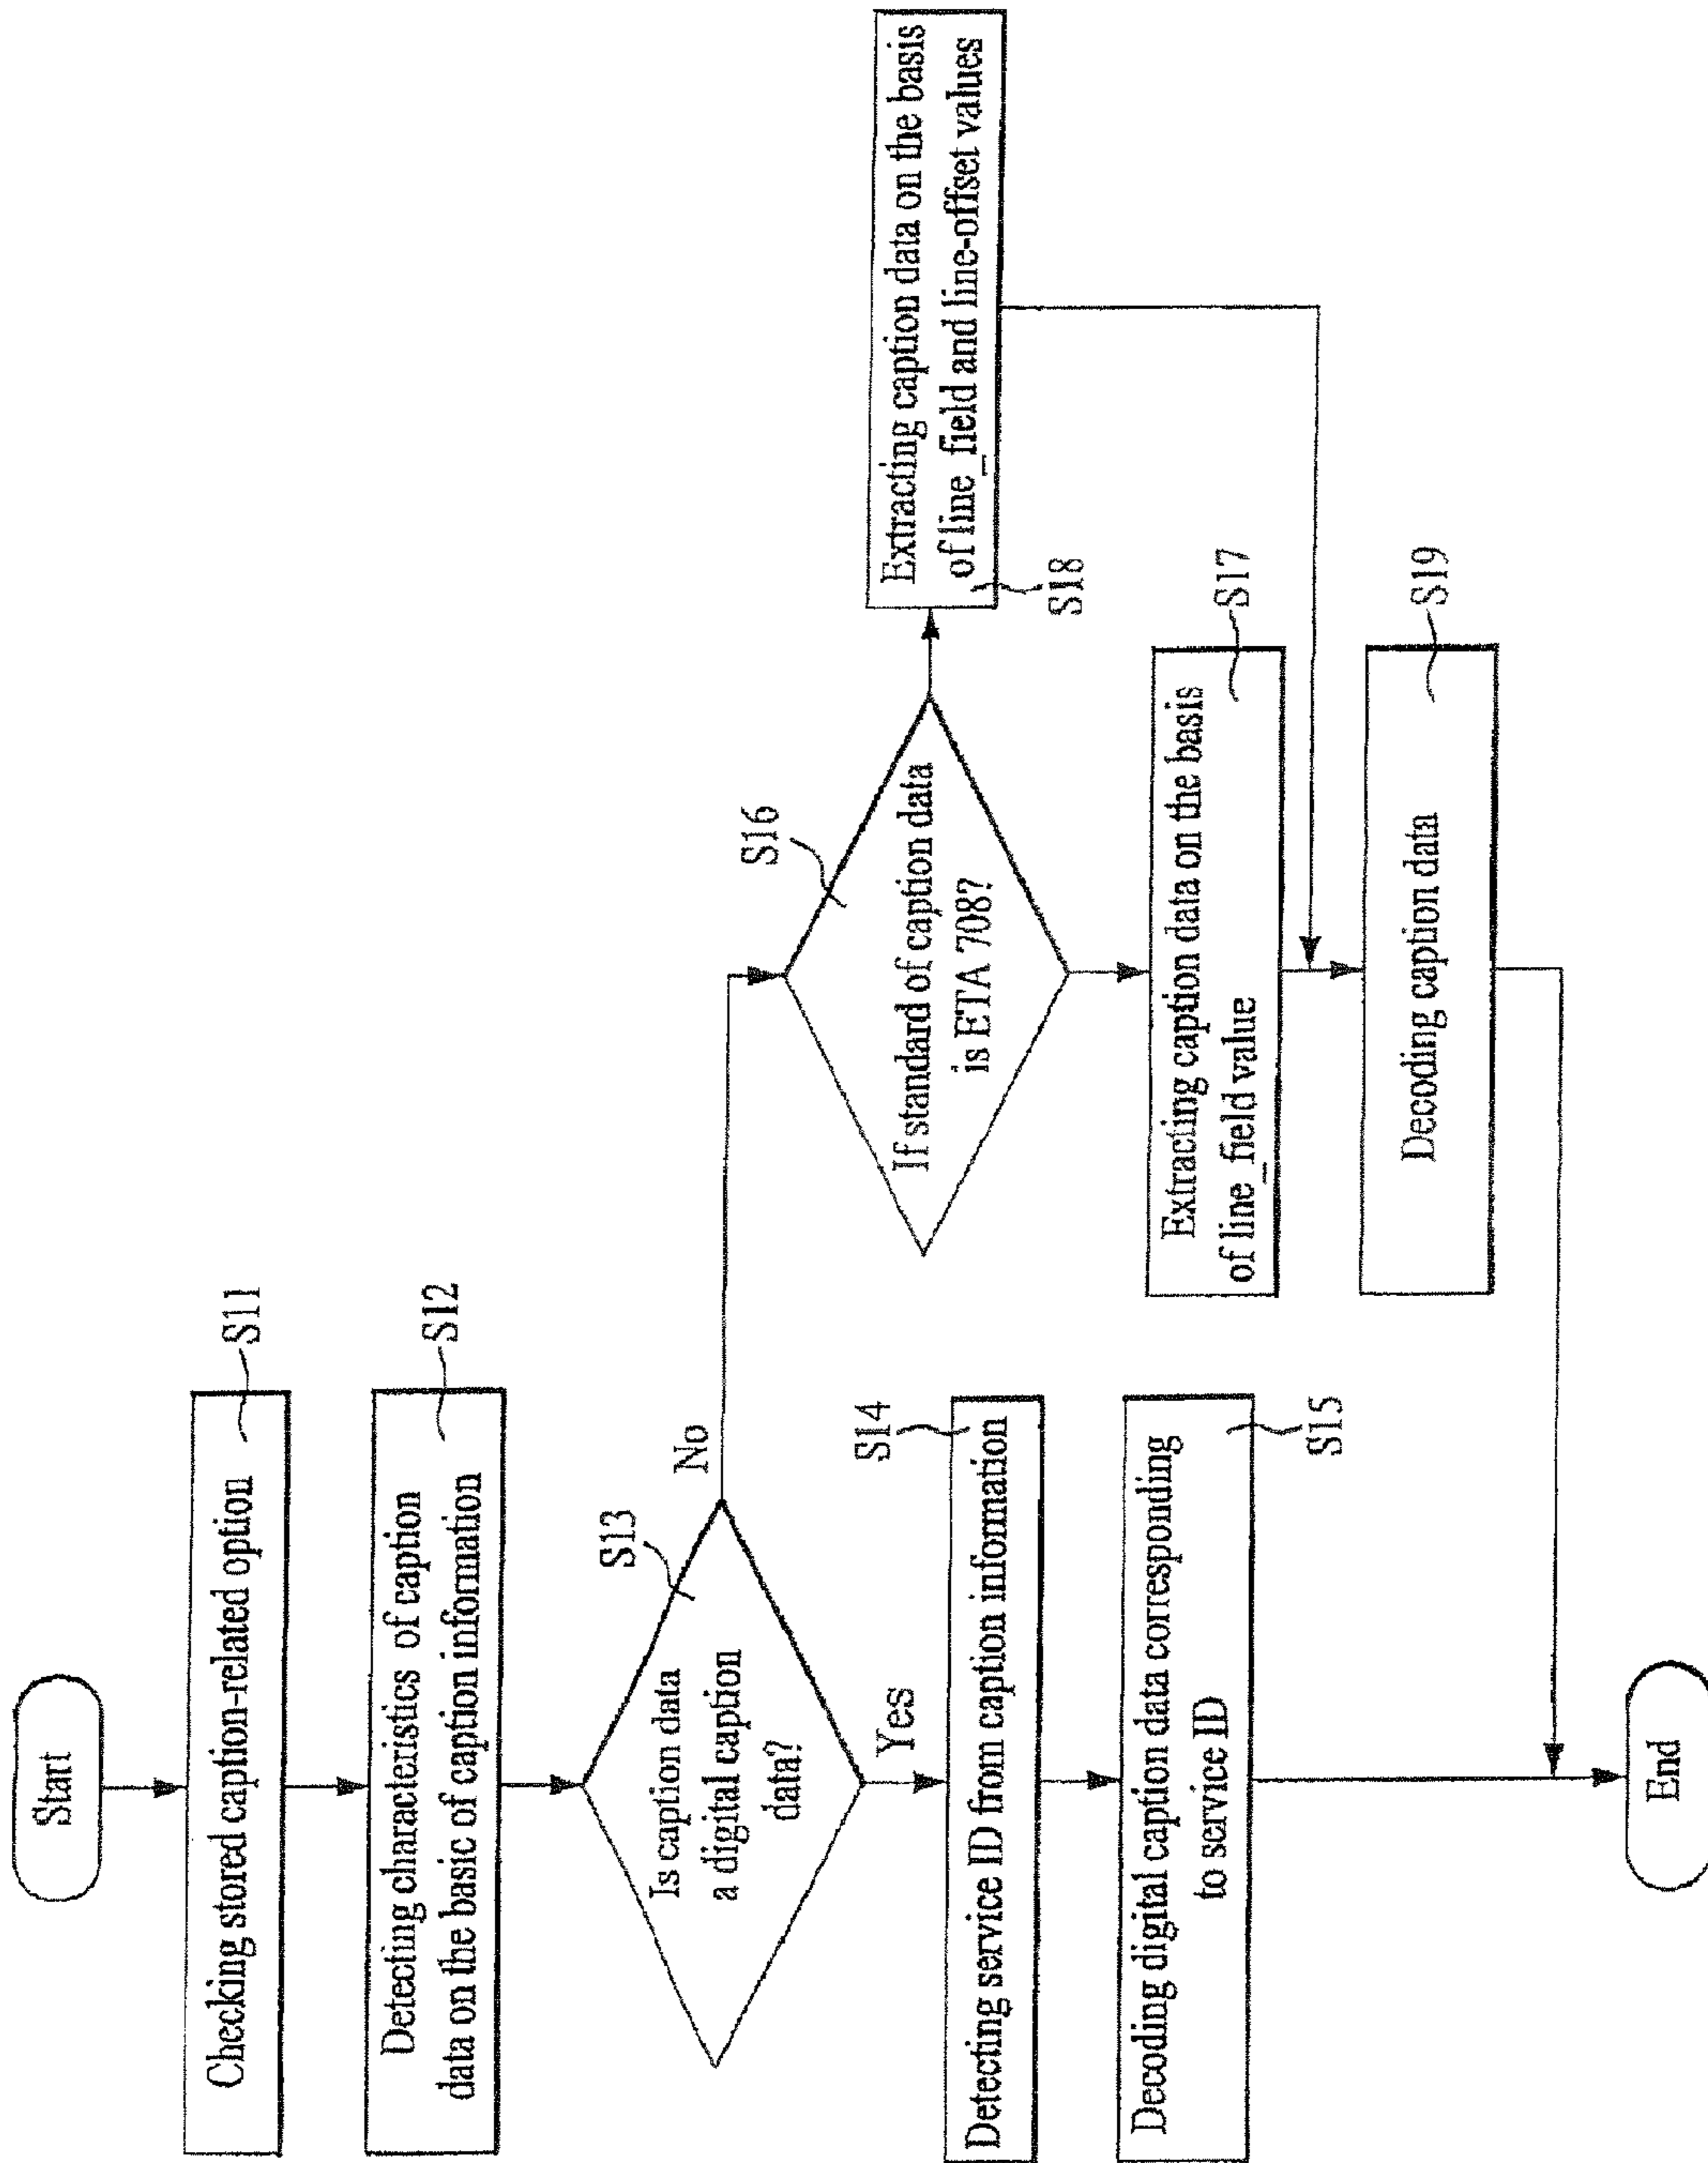 Start
Checking stored caption-related option
S11
Detecting characteristics of caption
data on the basic of caption information
S12
Is caption data
a digital caption
data?
S13
No
Yes
Detecting service ID from caption information
S14
Decoding digital caption data corresponding
to service ID
S15
If standard of caption data
is ETA 708?
S16
Extracting caption data on the basis
of line_field value
S17
Extracting caption data on the basis
of line_field and line-offset values
S18
Decoding caption data
S19
End